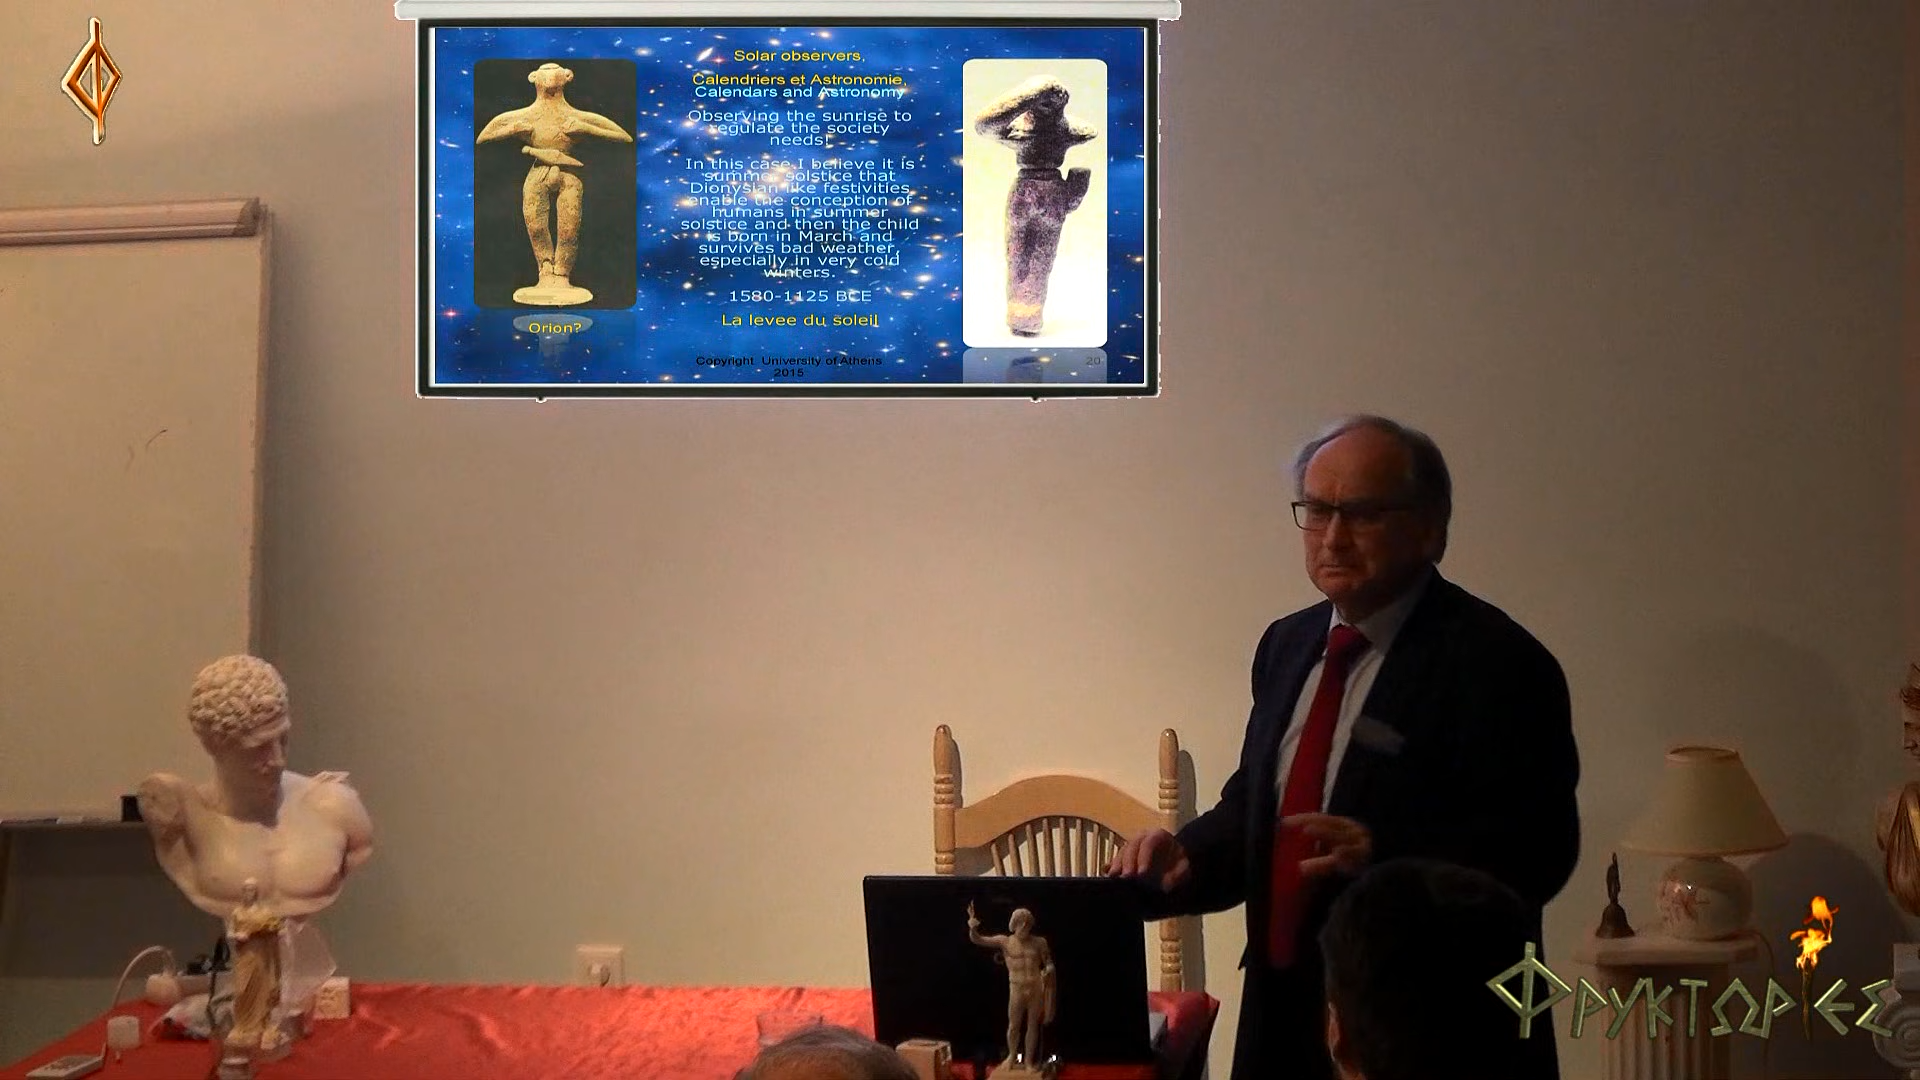 Solar observers,
Calendriers et Astronomie,
Calendars and Astronomy
Observing the sunrise to
regulate the society
needs!
In this case I believe it is
summer solstice that
Dionysian like festivities
enable the conception of
humans in summer
solstice and then the child
is born in March and
survives bad weather,
especially in very cold
winters.
1580-1125 BCE
La levee du soleil
Orion?
Copyright University of Athens
2015
20
ΦΡΥΚΤΩΡΙΕΣ